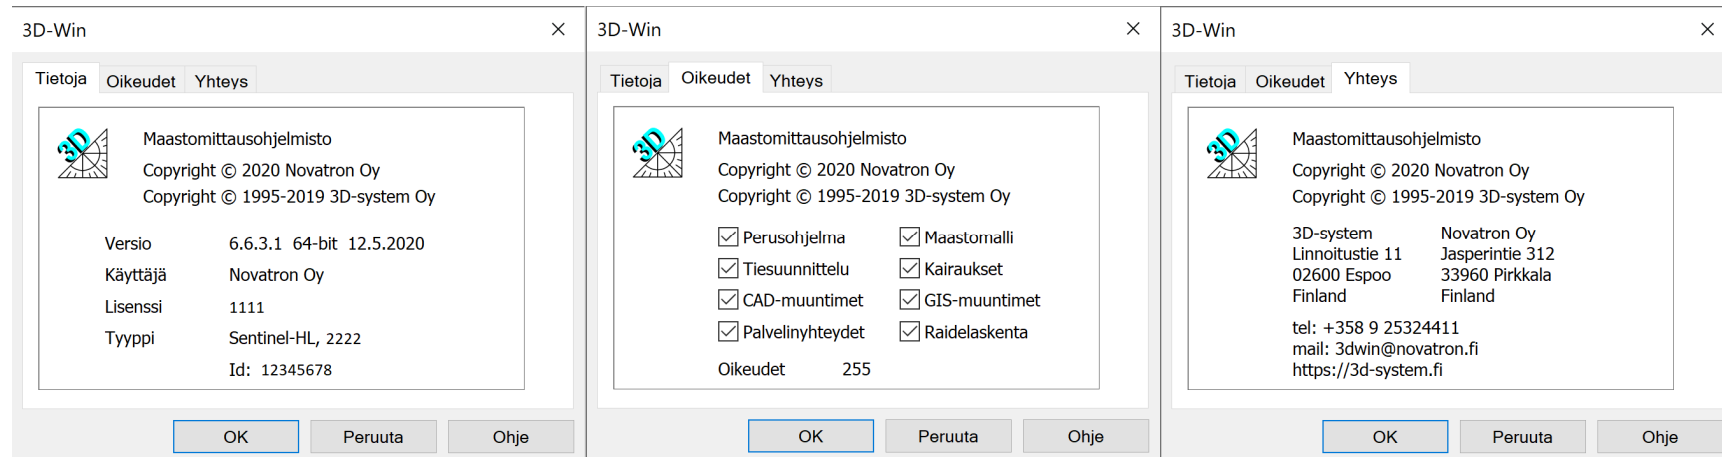 3D-Win
Tietoja Oikeudet Yhteys
3D
Maastomittausohjelmisto
Copyright © 2020 Novatron Oy
Copyright © 1995-2019 3D-system Oy
Versio 6.6.3.1 64-bit 12.5.2020
Käyttäjä Novatron Oy
Lisenssi 1111
Tyyppi Sentinel-HL, 2222
Id: 12345678
OK Peruuta Ohje
3D-Win
Tietoja Oikeudet Yhteys
3D
Maastomittausohjelmisto
Copyright © 2020 Novatron Oy
Copyright © 1995-2019 3D-system Oy
Perusohjelma Maastomalli
Tiesuunnittelu Kairaukset
CAD-muuntimet GIS-muuntimet
Palvelinyhteydet Raidelaskenta
Oikeudet 255
OK Peruuta Ohje
3D-Win
Tietoja Oikeudet Yhteys
3D
Maastomittausohjelmisto
Copyright © 2020 Novatron Oy
Copyright © 1995-2019 3D-system Oy
3D-system Novatron Oy
Linnoitustie 11 Jasperintie 312
02600 Espoo 33960 Pirkkala
Finland Finland
tel: +358 9 25324411
mail: 3dwin@novatron.fi
https://3d-system.fi
OK Peruuta Ohje